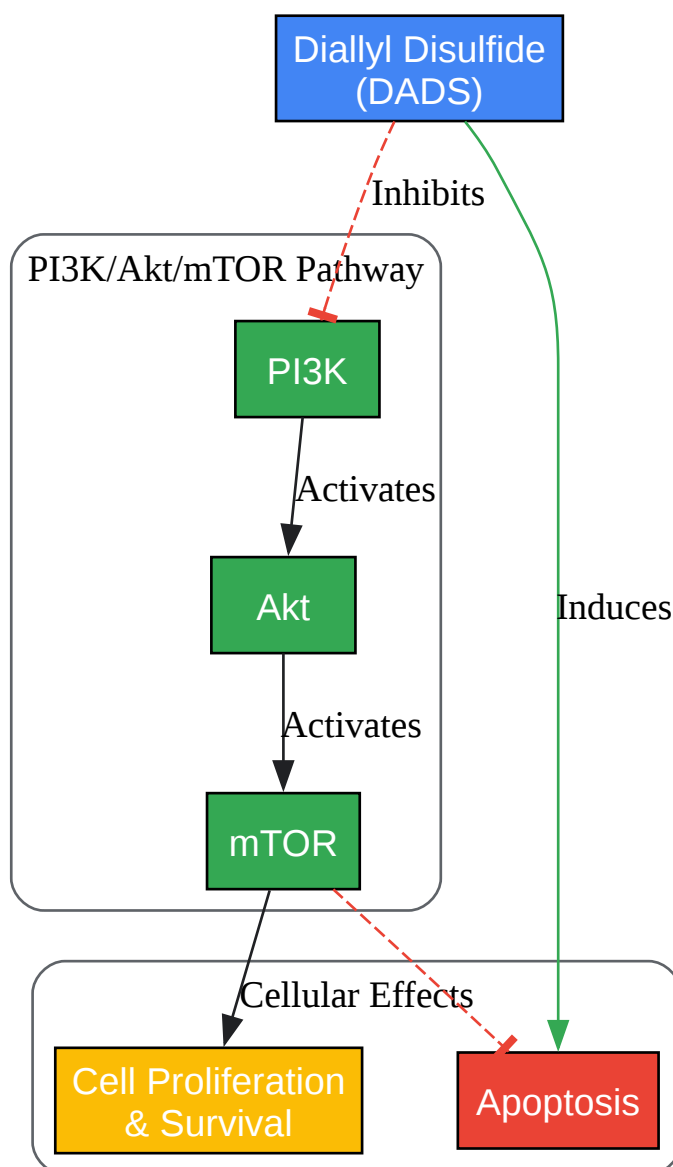 Diallyl Disulfide
(DADS)
Inhibits
PI3K/Akt/mTOR Pathway
PI3K
Activates
Akt
Induces
Activates
mTOR
Cellular Effects
Cell Proliferation
& Survival
Apoptosis